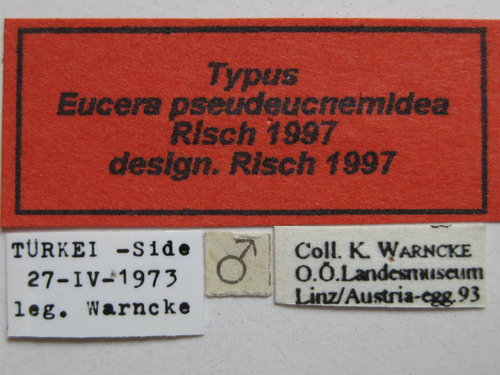 Typus
Eucera pseudeucnemidea
Risch 1997
design. Risch 1997
TÜRKEI -Side
27-IV-1973
leg. Warncke
♂
Coll. K. WARNCKE
O.Ö.Landesmuseum
Linz/Austria-egg.93